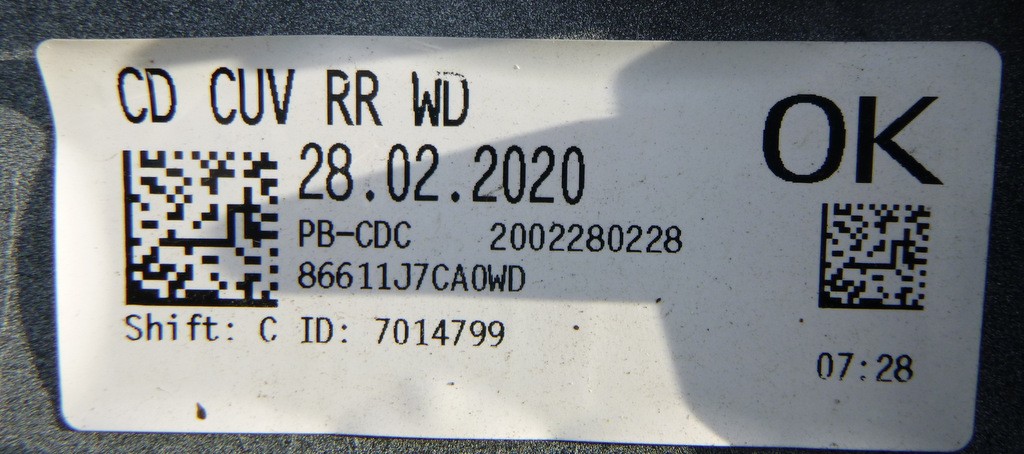 CD CUV RR WD
OK
28.02.2020
PB-CDC 2002280228
86611J7CA0WD
Shift: C ID: 7014799
07:28